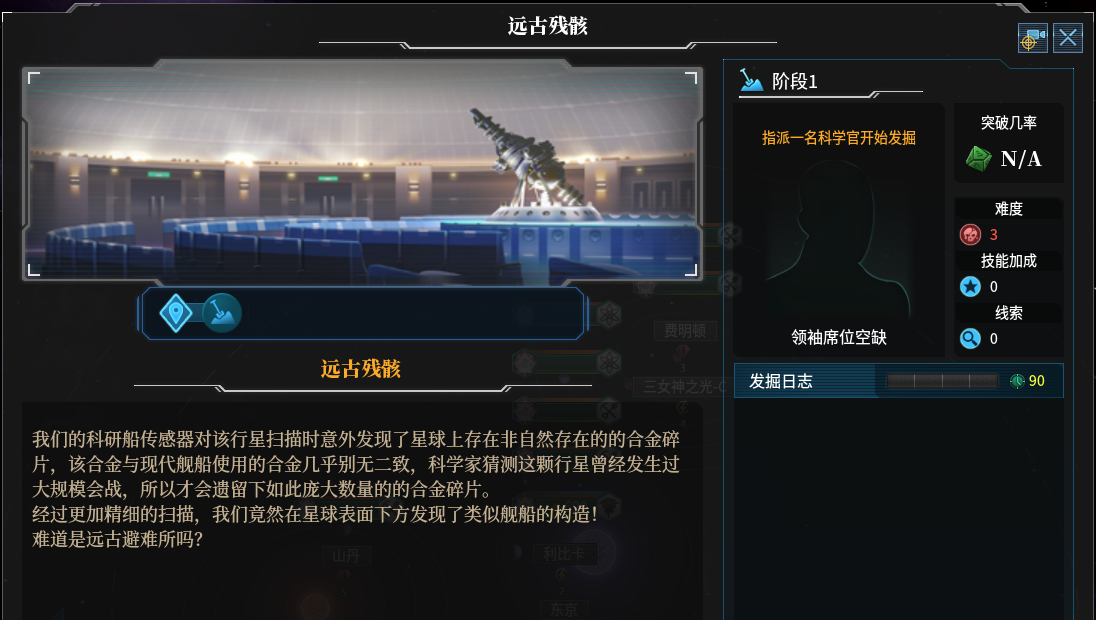 远古残骸
阶段1
指派一名科学官开始发掘
领袖席位空缺
突破几率
N/A
难度
3
技能加成
0
线索
0
发掘日志
90
远古残骸
我们的科研船传感器对该行星扫描时意外发现了星球上存在非自然存在的的合金碎
片，该合金与现代舰船使用的合金几乎别无二致，科学家猜测这颗行星曾经发生过
大规模会战，所以才会遗留下如此庞大数量的的合金碎片。
经过更加精细的扫描，我们竟然在星球表面下方发现了类似舰船的构造！
难道是远古避难所吗？
费明顿
三女神之光-C
山丹
利比卡
东京